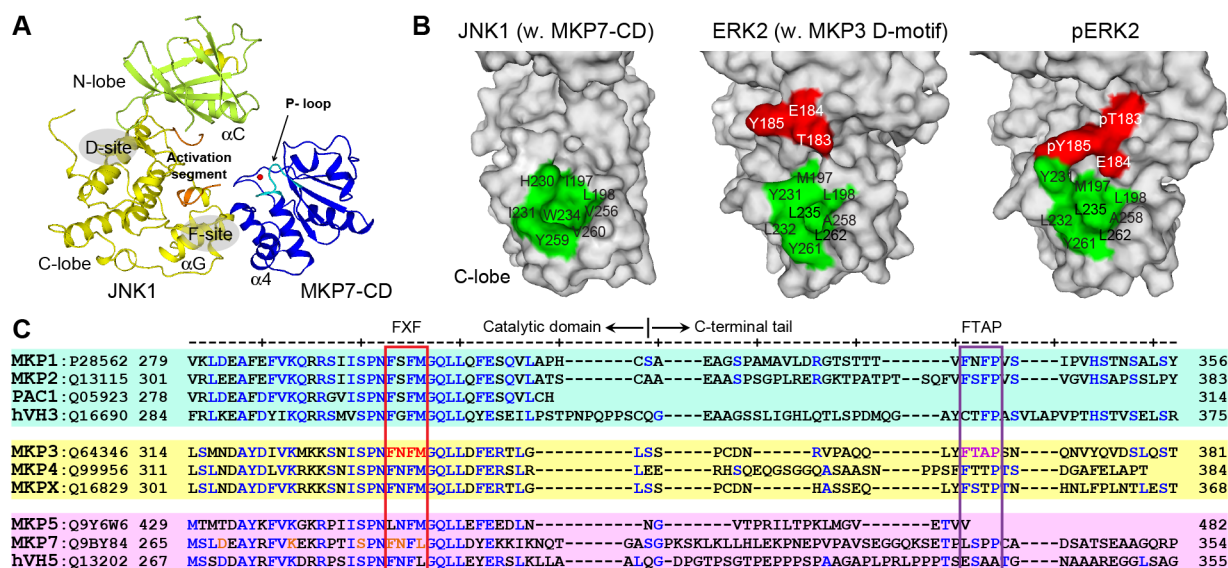 A
N-lobe
αC
P- loop
D-site
Activation segment
F-site
C-lobe
αG
α4
JNK1
MKP7-CD
B
JNK1 (w. MKP7-CD)
ERK2 (w. MKP3 D-motif)
pERK2
H230 I197
L198
I231 W234 V256
V260
Y259
C-lobe
E184
Y185
T183
M197
Y231 L198
L235
L232 A258
L262
Y261
pT183
pY185
E184
Y231
M197
L198
L235
L232 A258
L262
Y261
C
FXF
Catalytic domain
C-terminal tail
FTAP
MKP1:P28562 279 VKLDEAFEFVKQRRSIISPNFSFMGQLLQFESQVLAPH--------CSA----EAGSPAMAVLDRGTSTTT-------VFNFPVS----IPVHSTNSALSY 356
MKP2:Q13115 301 VRLEEAFEFVKQRRSIISPNFSFMGQLLQFESQVLATS--------CAA----EAASPSGPLRERGKTPATPT--SQFVFSFPVS----VGVHSAPSSLPY 383
PAC1:Q05923 278 VRLDEAFDFVKQRRGVISPNFSFMGQLLQFESQVLCH 314
hVH3:Q16690 284 FRLKEAFDYIKQRRSMVSPNFGFMGQLLQYESEILPSTPNPQPPSCQG----EAAGSSLIGHLQTLSPDMQG----AYCTFPASVLAPVPTHSTVSELSR 375
MKP3:Q64346 314 LSMNDAYDIVKMKKSNISPNFNFMGQLLDFERTLG--------LSS----PCDN-----RVPAQQ----LYFTAPSN----QNVYQVDSLQST 381
MKP4:Q99956 311 LSLNDAYDLVKRKKSNISPNFNFMGQLLDFERSLR--------LEE----RHSQEQGSGGQASAASN----PPSFFTTPTS----DGAFELAPT 384
MKPX:Q16829 301 LSLNDAYDIVKRKKSNISPNFNFMGQLLDFERTLG--------LSS----PCDN-----HASSEQ----LYFSTPTN----HNLFPLNTLEST 368
MKP5:Q9Y6W6 429 MTMTDAYKFVKGKRPIISPNLNFMGQLLEFEEDLN--------NG-----VTPRILTPKLMGV----ETVV 482
MKP7:Q9BY84 265 MSLDEAYRFVKEKRPTISPNFNFLGQLLDYEKKIKNQT------GASGPKSKLKLLHLEKPNEPVPAVSEGGQKSETPLSPPCA----DSATSEAAGQRP 354
hVH5:Q13202 267 MSSDDAYRFVKDKRPSISPNFNFLGQLLEYERSLKLLA------ALQG-DPGTPSGTPEPPPSPAAGAPLPRLPPPTSESAATG----NAAAREGGLSAG 355